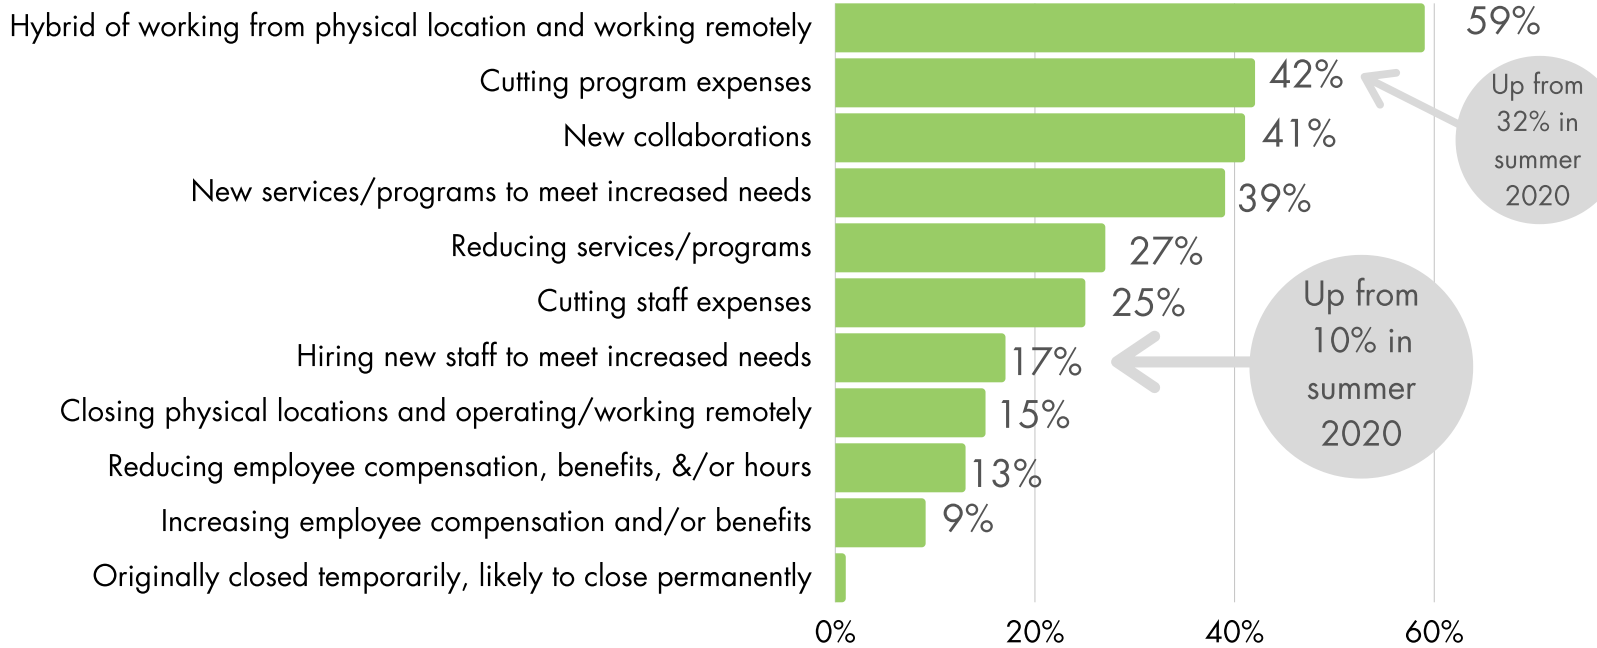 Hybrid of working from physical location and working remotely 59%
Cutting program expenses 42%
New collaborations 41%
New services/programs to meet increased needs 39%
Reducing services/programs 27%
Cutting staff expenses 25%
Hiring new staff to meet increased needs 17%
Closing physical locations and operating/working remotely 15%
Reducing employee compensation, benefits, &/or hours 13%
Increasing employee compensation and/or benefits 9%
Originally closed temporarily, likely to close permanently
0% 20% 40% 60%
Up from
32% in
summer
2020
Up from
10% in
summer
2020